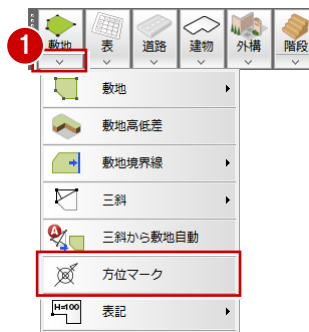 1
敷地 表 道路 建物 外構 階段
敷地
敷地高低差
敷地境界線
三斜
A 三斜から敷地自動
方位マーク
H=100 表記